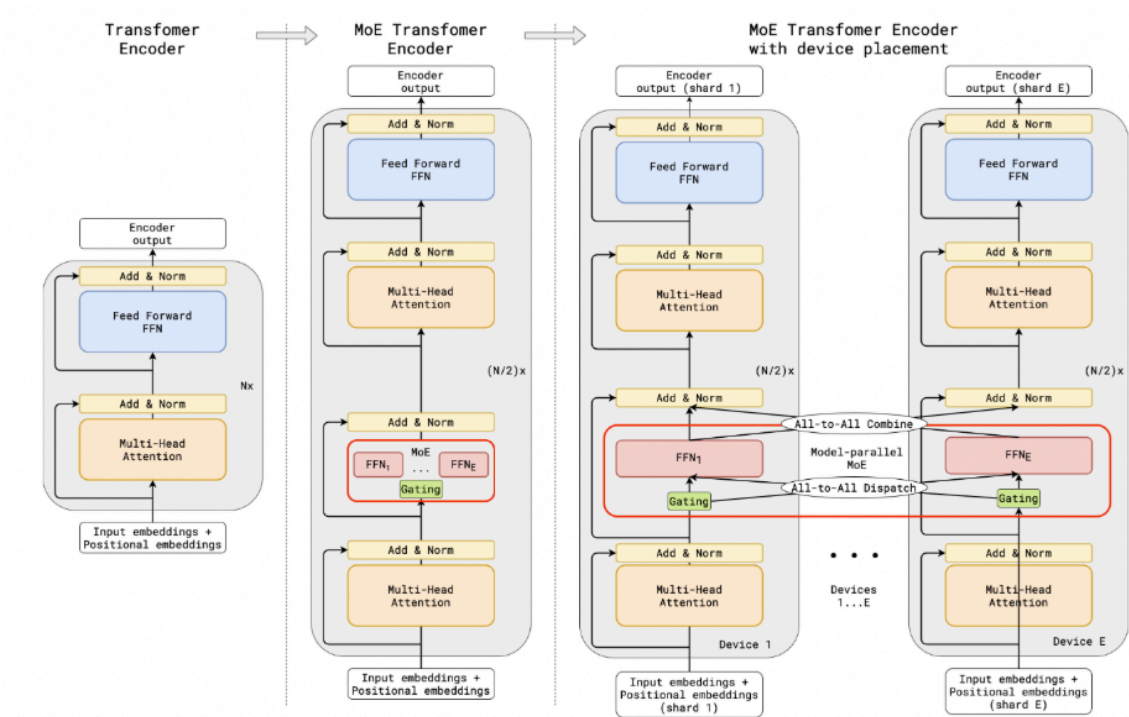 Transfomer
Encoder
Encoder
output
Add & Norm
Feed Forward
FFN
Nx
Add & Norm
Multi-Head
Attention
Input embeddings +
Positional embeddings
MoE Transfomer
Encoder
Encoder
output
Add & Norm
Feed Forward
FFN
Add & Norm
Multi-Head
Attention
(N/2)x
Add & Norm
MoE
FFN1
...
FFNE
Gating
Add & Norm
Multi-Head
Attention
Input embeddings +
Positional embeddings
MoE Transfomer Encoder
with device placement
Encoder
output (shard 1)
Add & Norm
Feed Forward
FFN
Add & Norm
Multi-Head
Attention
(N/2)x
Add & Norm
FFN1
Gating
Add & Norm
Multi-Head
Attention
Device 1
Input embeddings +
Positional embeddings
(shard 1)
All-to-All Combine
Model-parallel
MoE
All-to-All Dispatch
Devices
1...E
Encoder
output (shard E)
Add & Norm
Feed Forward
FFN
Add & Norm
Multi-Head
Attention
(N/2)x
Add & Norm
FFNE
Gating
Add & Norm
Multi-Head
Attention
Device E
Input embeddings +
Positional embeddings
(shard E)